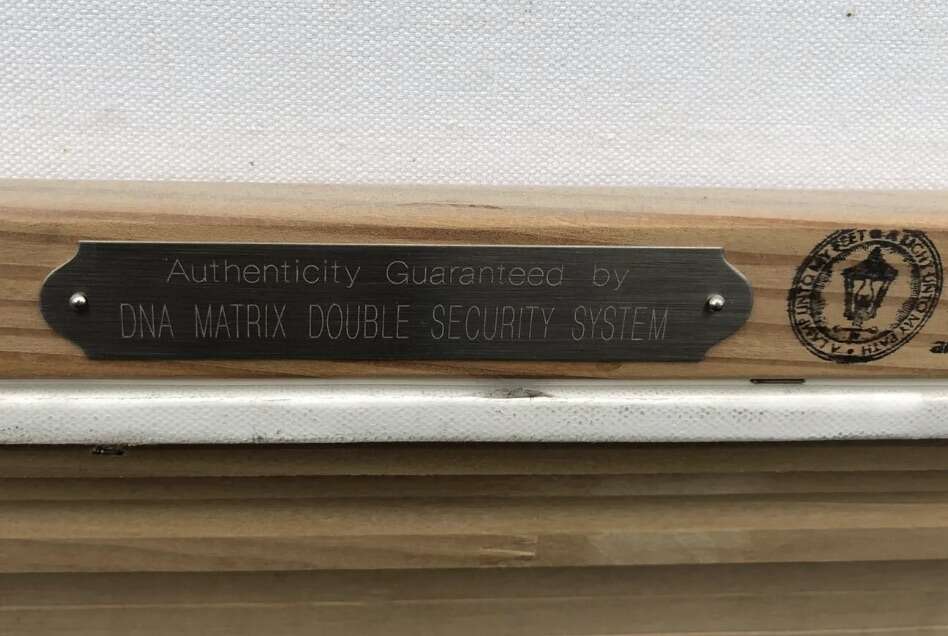 Authenticity Guaranteed by
DNA MATRIX DOUBLE SECURITY SYSTEM
A LAMP UNTO MY FEET • A LIGHT UNTO MY PATH •